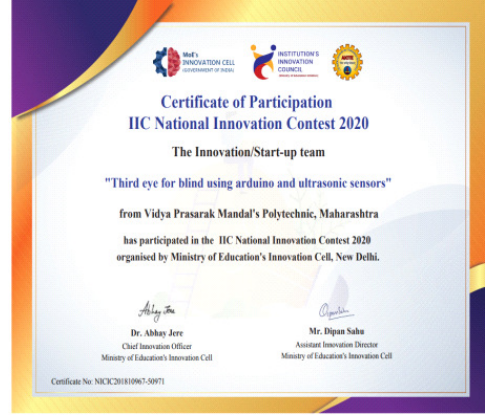 MoE's
INNOVATION CELL
(GOVERNMENT OF INDIA)
INSTITUTION'S
INNOVATION
COUNCIL
Certificate of Participation
IIC National Innovation Contest 2020
The Innovation/Start-up team
"Third eye for blind using arduino and ultrasonic sensors"
from Vidya Prasarak Mandal's Polytechnic, Maharashtra
has participated in the IIC National Innovation Contest 2020
organised by Ministry of Education's Innovation Cell, New Delhi.
Dr. Abhay Jere
Chief Innovation Officer
Ministry of Education's Innovation Cell
Mr. Dipan Sahu
Assistant Innovation Director
Ministry of Education's Innovation Cell
Certificate No: NICIC201810967-50971